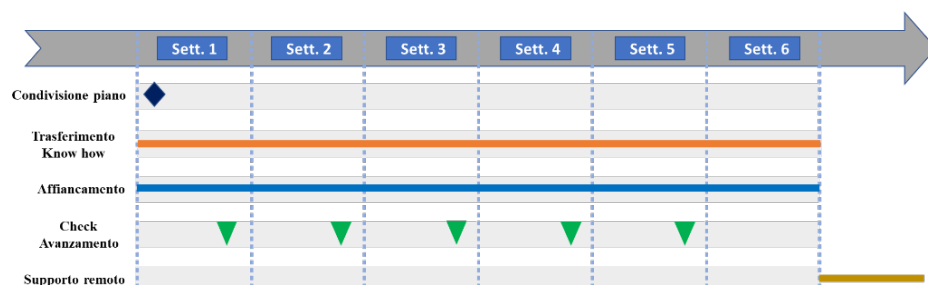 Sett. 1 Sett. 2 Sett. 3 Sett. 4 Sett. 5 Sett. 6
Condivisione piano
Trasferimento
Know how
Affiancamento
Check
Avanzamento
Supporto remoto